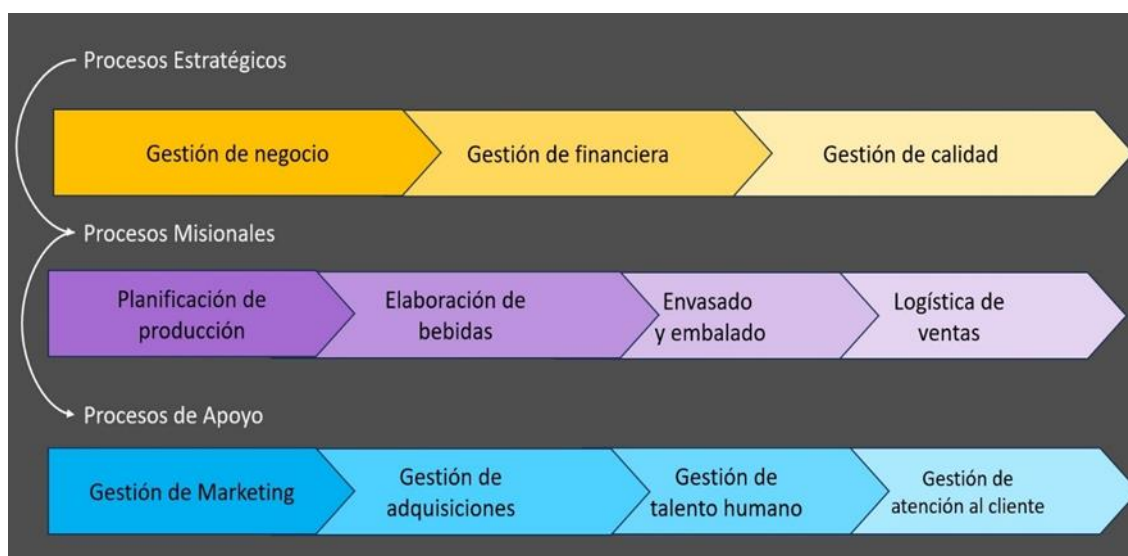 Procesos Estratégicos
Gestión de negocio
Gestión de financiera
Gestión de calidad
Procesos Misionales
Planificación de
producción
Elaboración de
bebidas
Envasado
y embalado
Logística de
ventas
Procesos de Apoyo
Gestión de Marketing
Gestión de
adquisiciones
Gestión de
talento humano
Gestión de
atención al cliente